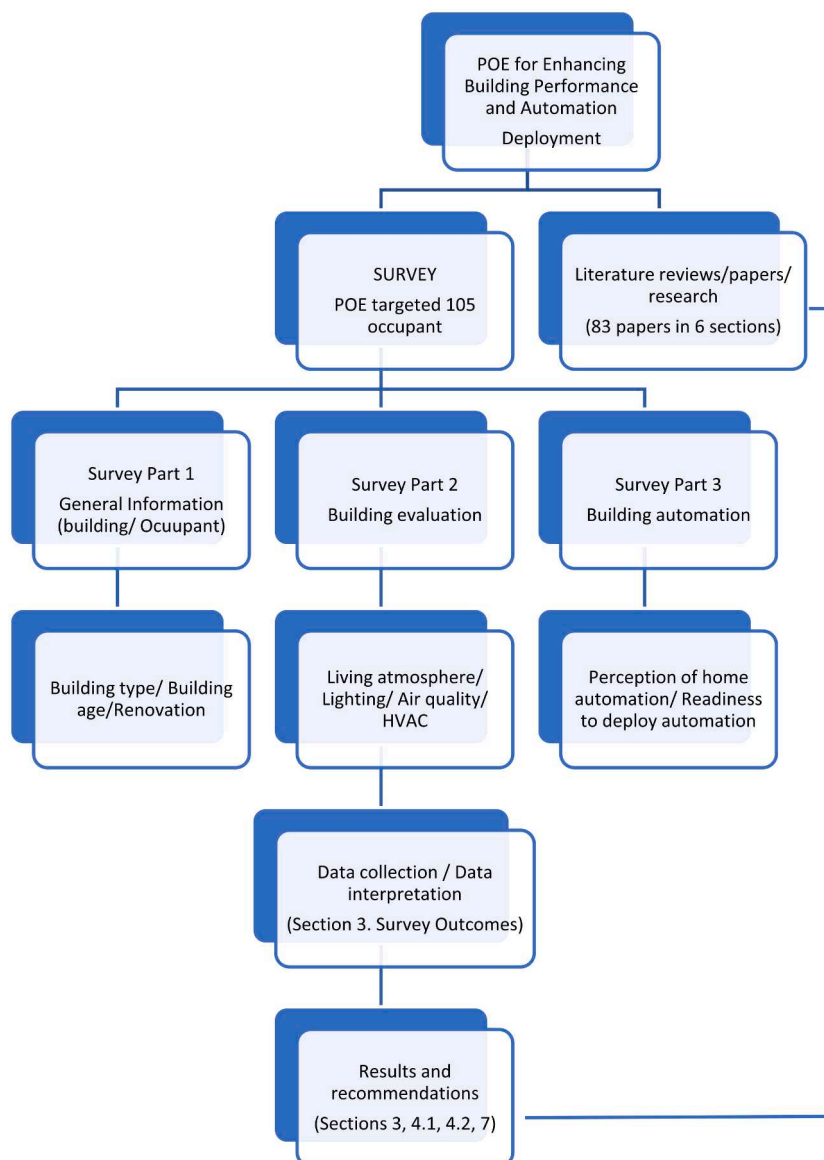 POE for Enhancing
Building Performance
and Automation
Deployment
SURVEY
POE targeted 105
occupant
Literature reviews/papers/
research
(83 papers in 6 sections)
Survey Part 1
General Information
(building/ Ocuupant)
Survey Part 2
Building evaluation
Survey Part 3
Building automation
Building type/ Building
age/Renovation
Living atmosphere/
Lighting/ Air quality/
HVAC
Perception of home
automation/ Readiness
to deploy automation
Data collection / Data
interpretation
(Section 3. Survey Outcomes)
Results and
recommendations
(Sections 3, 4.1, 4.2, 7)